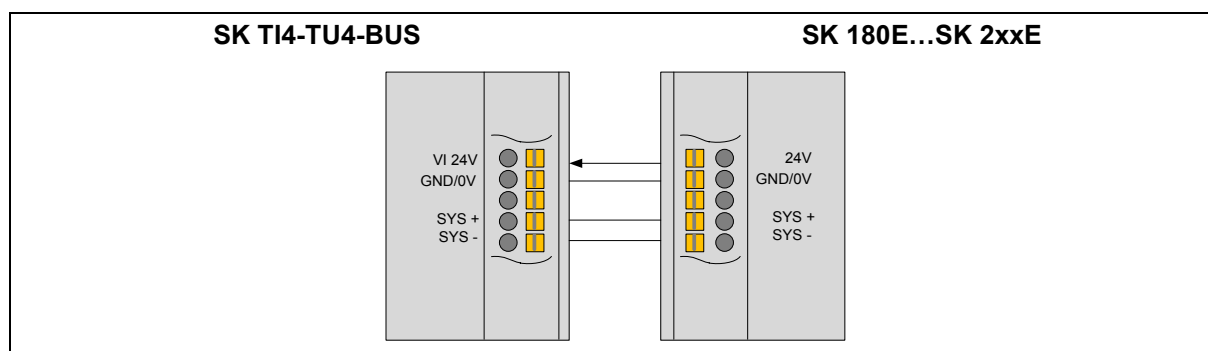 SK TI4-TU4-BUS
SK 180E…SK 2xxE
VI 24V
GND/0V
SYS +
SYS -
24V
GND/0V
SYS +
SYS -